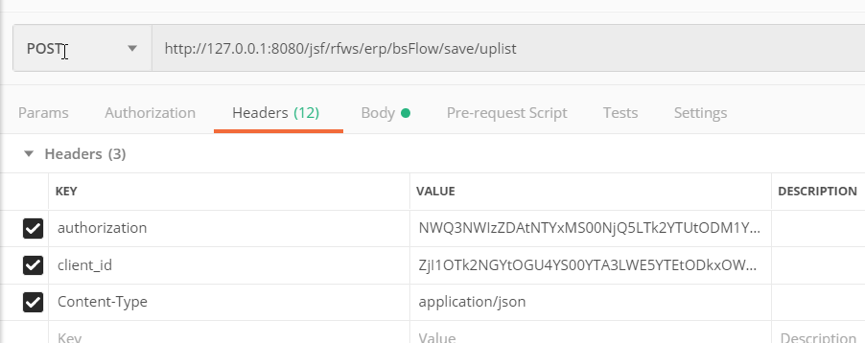 POST http://127.0.0.1:8080/jsf/rfws/erp/bsFlow/save/uplist
Params Authorization Headers (12) Body Pre-request Script Tests Settings
Headers (3)
KEY VALUE DESCRIPTION
authorization NWQ3NWIzZDAtNTYxMS00NjQ5LTk2YTUtODM1Y...
client_id ZjI1OTk2NGYtOGU4YS00YTA3LWE5YTEtODkxOW...
Content-Type application/json
Key Value Description